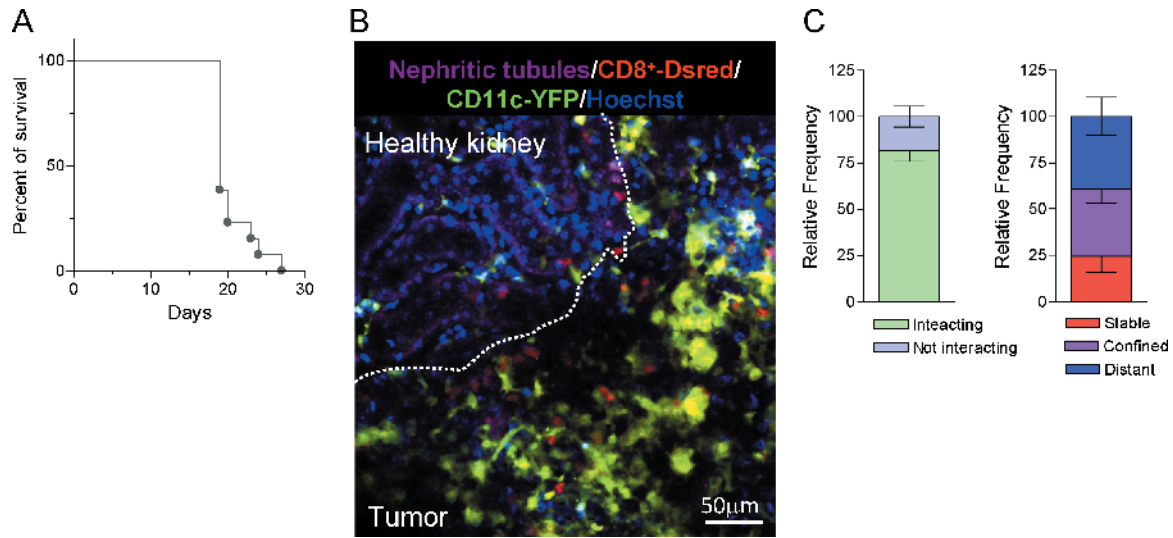 A
Percent of survival
100
50
0
0
10
20
30
Days
B
Nephritic tubules/CD8⁺-Dsred/
CD11c-YFP/Hoechst
Healthy kidney
Tumor
50μm
C
Relative Frequency
125
100
75
50
25
0
Inteacting
Not interacting
Relative Frequency
125
100
75
50
25
0
Slable
Confined
Distant